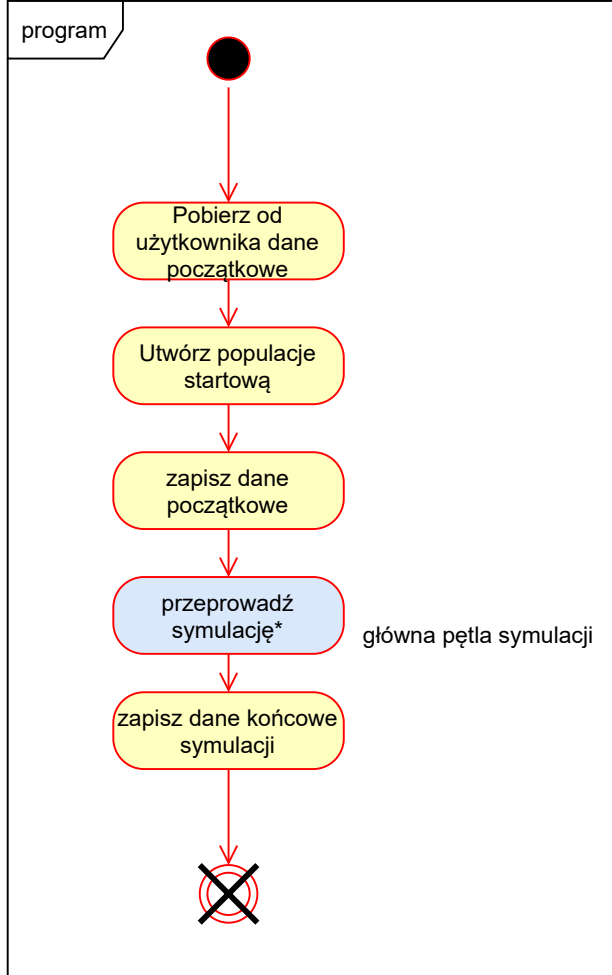 program
Pobierz od
użytkownika dane
początkowe
Utwórz populacje
startową
zapisz dane
początkowe
przeprowadź
symulację*
główna pętla symulacji
zapisz dane końcowe
symulacji